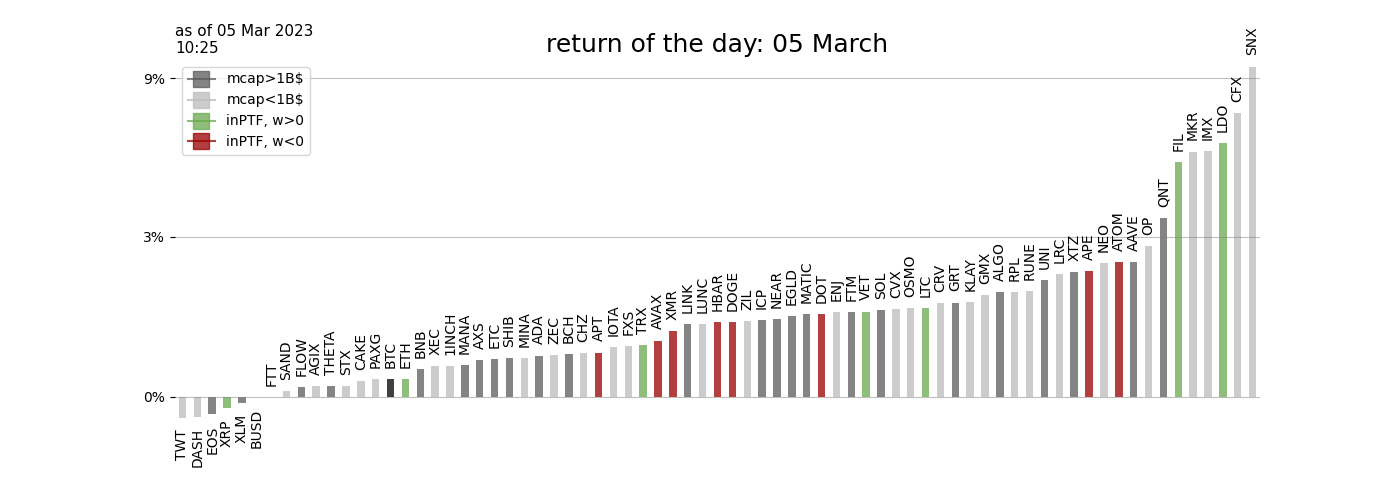 as of 05 Mar 2023
10:25
return of the day: 05 March
mcap>1B$
mcap<1B$
inPTF, w>0
inPTF, w<0
9%
3%
0%
TWT
DASH
EOS
XRP
XLM
BUSD
FTT
SAND
FLOW
AGIX
THETA
STX
CAKE
PAXG
BTC
ETH
BNB
XEC
1INCH
MANA
AXS
ETC
SHIB
MINA
ADA
ZEC
BCH
CHZ
APT
IOTA
FXS
TRX
AVAX
XMR
LINK
LUNC
HBAR
DOGE
ZIL
ICP
NEAR
EGLD
MATIC
DOT
ENJ
FTM
VET
SOL
CVX
OSMO
LTC
CRV
GRT
KLAY
GMX
ALGO
RPL
RUNE
UNI
LRC
XTZ
APE
NEO
ATOM
AAVE
OP
QNT
FIL
MKR
IMX
LDO
CFX
SNX